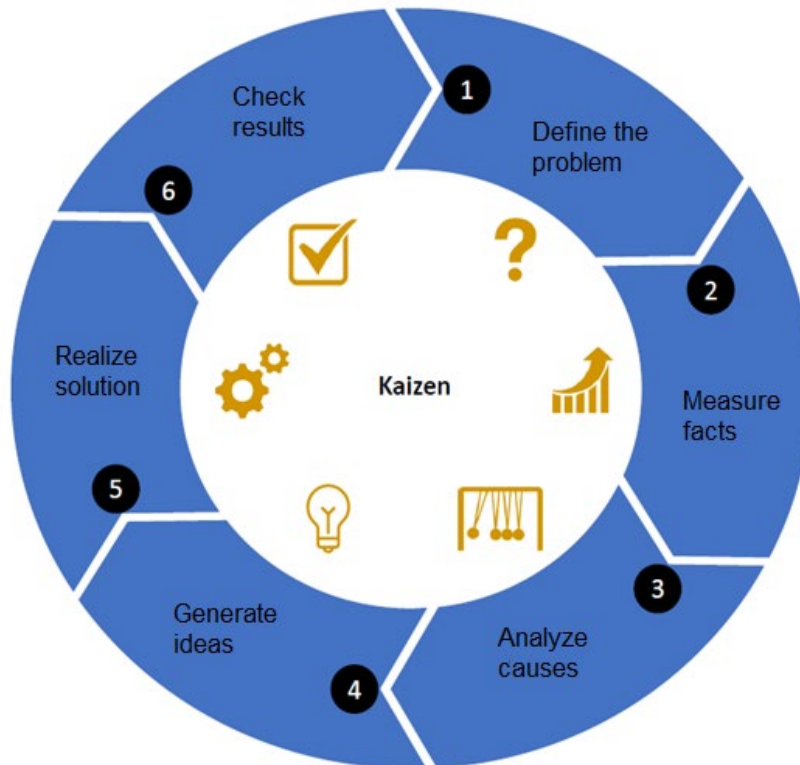 1
Define the
problem
2
Measure
facts
3
Analyze
causes
4
Generate
ideas
5
Realize
solution
6
Check
results
Kaizen
?